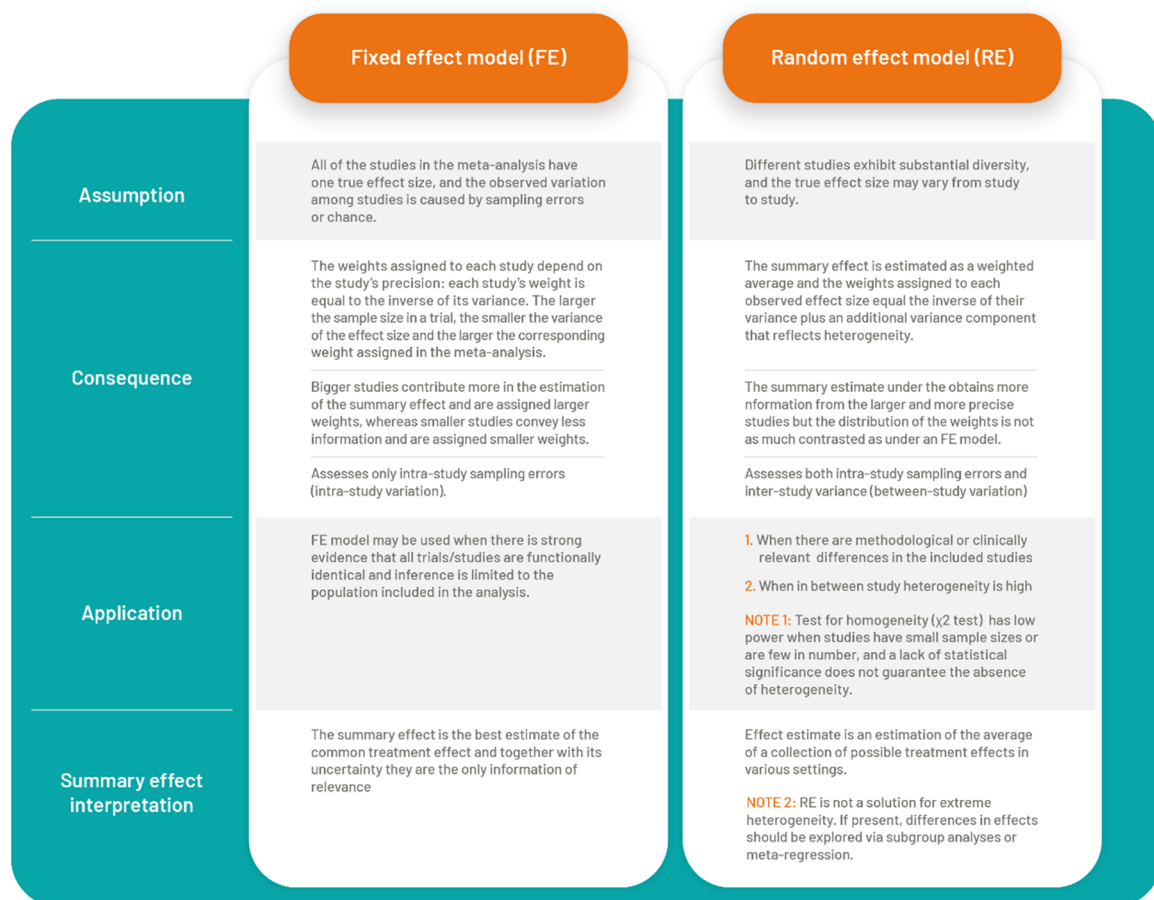 Fixed effect model (FE)
Random effect model (RE)
Assumption
All of the studies in the meta-analysis have
one true effect size, and the observed variation
among studies is caused by sampling errors
or chance.
Different studies exhibit substantial diversity,
and the true effect size may vary from study
to study.
Consequence
The weights assigned to each study depend on
the study's precision: each study's weight is
equal to the inverse of its variance. The larger
the sample size in a trial, the smaller the variance
of the effect size and the larger the corresponding
weight assigned in the meta-analysis.
The summary effect is estimated as a weighted
average and the weights assigned to each
observed effect size equal the inverse of their
variance plus an additional variance component
that reflects heterogeneity.
Bigger studies contribute more in the estimation
of the summary effect and are assigned larger
weights, whereas smaller studies convey less
information and are assigned smaller weights.
The summary estimate under the obtains more
nformation from the larger and more precise
studies but the distribution of the weights is not
as much contrasted as under an FE model.
Assesses only intra-study sampling errors
(intra-study variation).
Assesses both intra-study sampling errors and
inter-study variance (between-study variation)
Application
FE model may be used when there is strong
evidence that all trials/studies are functionally
identical and inference is limited to the
population included in the analysis.
1. When there are methodological or clinically
relevant differences in the included studies
2. When in between study heterogeneity is high
NOTE 1: Test for homogeneity (χ2 test) has low
power when studies have small sample sizes or
are few in number, and a lack of statistical
significance does not guarantee the absence
of heterogeneity.
Summary effect
interpretation
The summary effect is the best estimate of the
common treatment effect and together with its
uncertainty they are the only information of
relevance
Effect estimate is an estimation of the average
of a collection of possible treatment effects in
various settings.
NOTE 2: RE is not a solution for extreme
heterogeneity. If present, differences in effects
should be explored via subgroup analyses or
meta-regression.